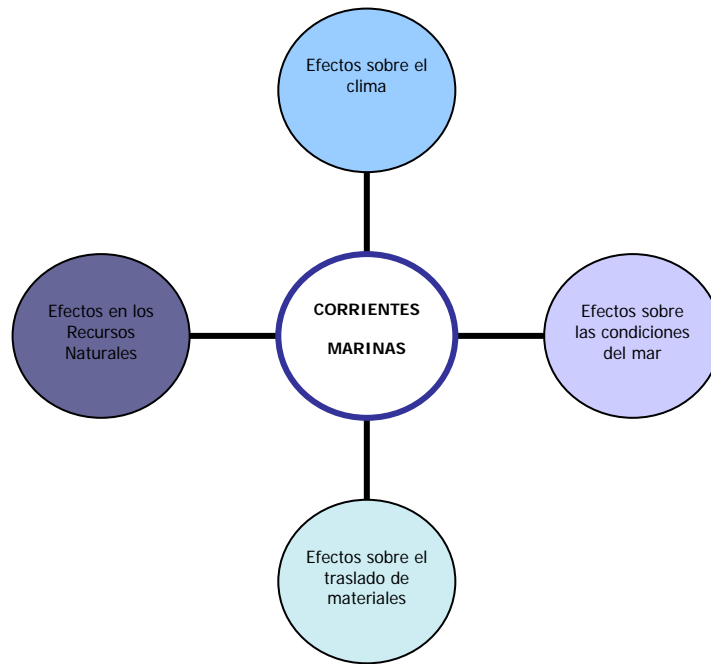 Efectos sobre el
clima
Efectos en los
Recursos
Naturales
CORRIENTES
MARINAS
Efectos sobre
las condiciones
del mar
Efectos sobre el
traslado de
materiales